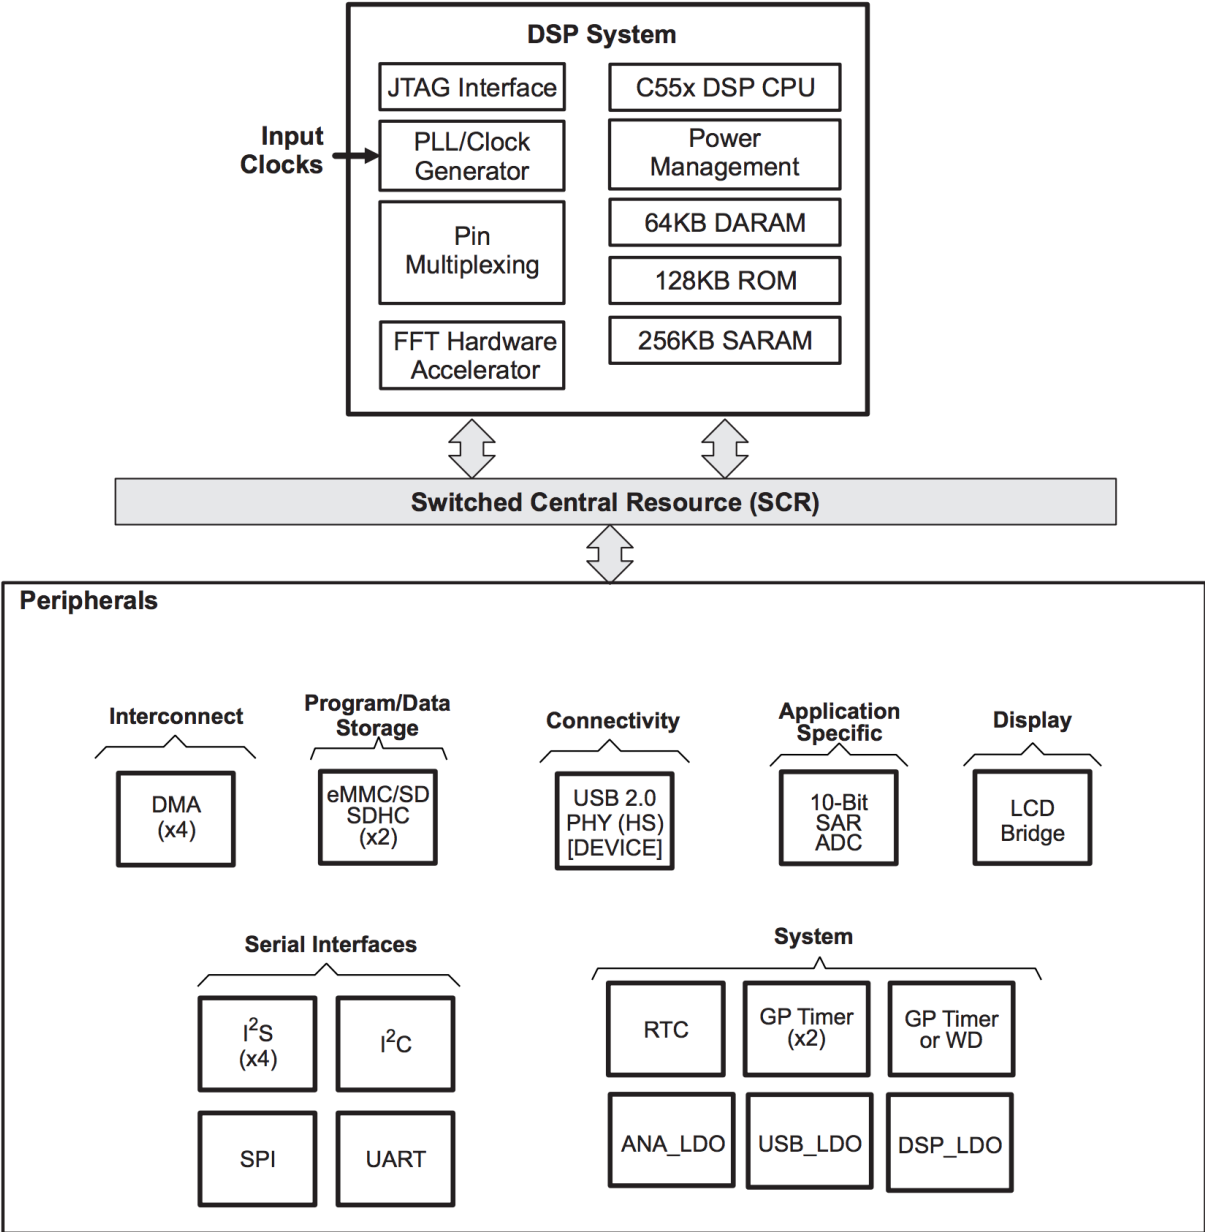 DSP System
JTAG Interface
C55x DSP CPU
Input
Clocks
PLL/Clock
Generator
Power
Management
Pin
Multiplexing
64KB DARAM
128KB ROM
FFT Hardware
Accelerator
256KB SARAM
Switched Central Resource (SCR)
Peripherals
Interconnect
Program/Data
Storage
Connectivity
Application
Specific
Display
DMA
(x4)
eMMC/SD
SDHC
(x2)
USB 2.0
PHY (HS)
[DEVICE]
10-Bit
SAR
ADC
LCD
Bridge
Serial Interfaces
System
I²S
(x4)
I²C
RTC
GP Timer
(x2)
GP Timer
or WD
SPI
UART
ANA_LDO
USB_LDO
DSP_LDO